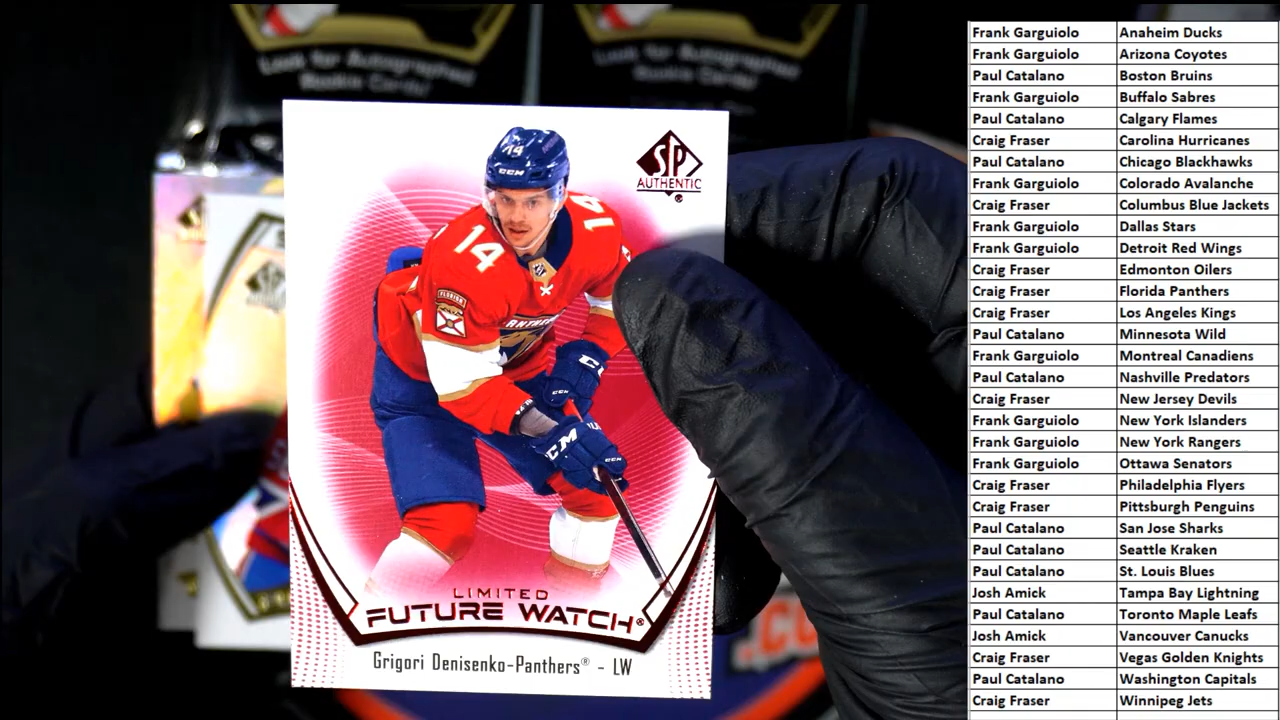 Look for Autographed
Rookie Cards!
Look for Autographed
Rookie Cards!
SP
AUTHENTIC
14
CCM
14
14
FLORIDA
PANTHERS
CCM
CCM
LIMITED
FUTURE WATCH®
Grigori Denisenko-Panthers® - LW
Frank Garguiolo Anaheim Ducks
Frank Garguiolo Arizona Coyotes
Paul Catalano Boston Bruins
Frank Garguiolo Buffalo Sabres
Paul Catalano Calgary Flames
Craig Fraser Carolina Hurricanes
Paul Catalano Chicago Blackhawks
Frank Garguiolo Colorado Avalanche
Craig Fraser Columbus Blue Jackets
Frank Garguiolo Dallas Stars
Frank Garguiolo Detroit Red Wings
Craig Fraser Edmonton Oilers
Craig Fraser Florida Panthers
Craig Fraser Los Angeles Kings
Paul Catalano Minnesota Wild
Frank Garguiolo Montreal Canadiens
Paul Catalano Nashville Predators
Craig Fraser New Jersey Devils
Frank Garguiolo New York Islanders
Frank Garguiolo New York Rangers
Frank Garguiolo Ottawa Senators
Craig Fraser Philadelphia Flyers
Craig Fraser Pittsburgh Penguins
Paul Catalano San Jose Sharks
Paul Catalano Seattle Kraken
Paul Catalano St. Louis Blues
Josh Amick Tampa Bay Lightning
Paul Catalano Toronto Maple Leafs
Josh Amick Vancouver Canucks
Craig Fraser Vegas Golden Knights
Paul Catalano Washington Capitals
Craig Fraser Winnipeg Jets